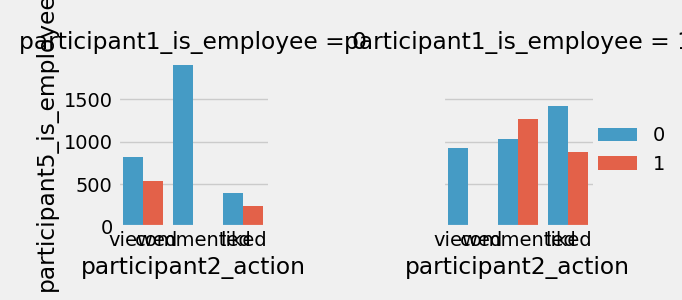 participant1_is_employee = 0
participant1_is_employee = 1
participant5_is_employee
1500
1000
500
0
viewed commented liked
viewed commented liked
participant2_action
participant2_action
0
1